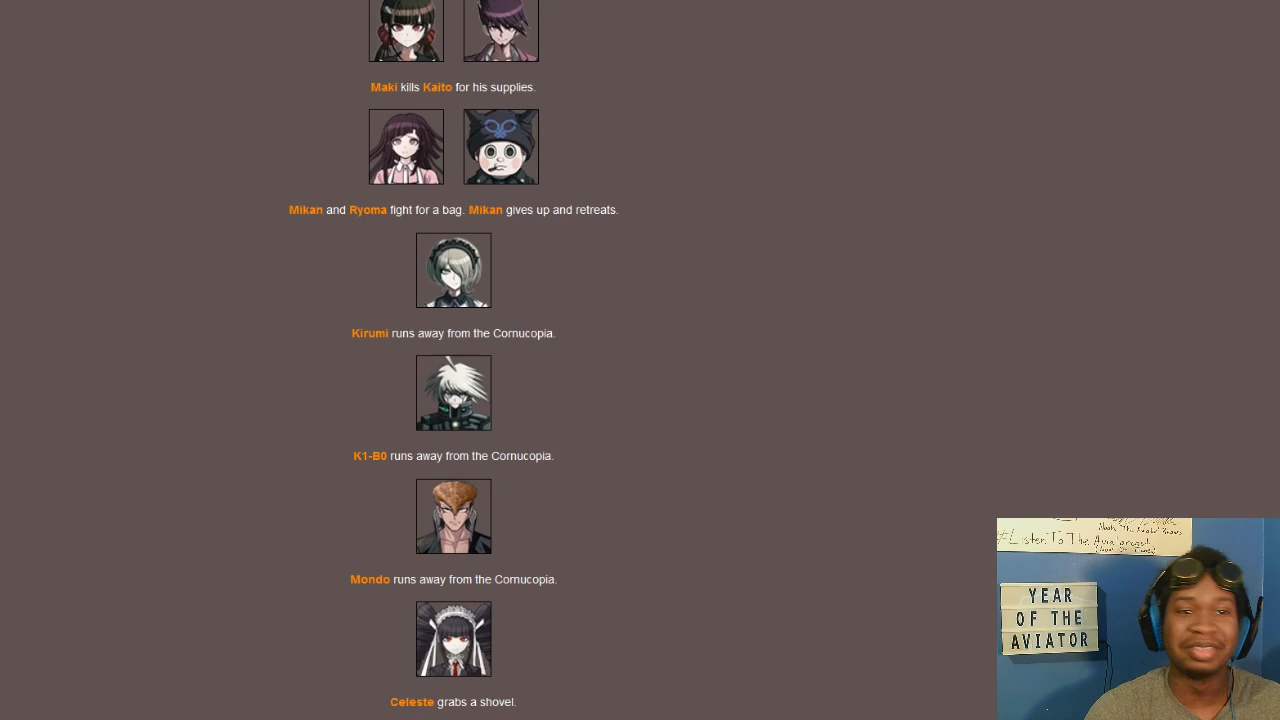 Maki kills Kaito for his supplies.
Mikan and Ryoma fight for a bag. Mikan gives up and retreats.
Kirumi runs away from the Cornucopia.
K1-B0 runs away from the Cornucopia.
Mondo runs away from the Cornucopia.
Celeste grabs a shovel.
#ListenToTheAviatorcast
YEAR
OF THE
AVIATOR